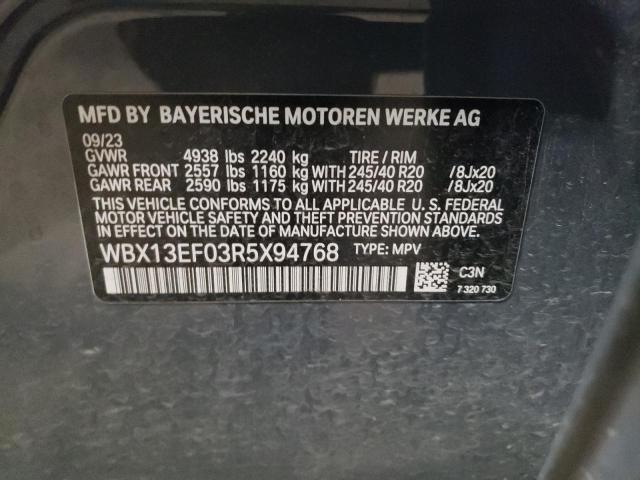 MFD BY BAYERISCHE MOTOREN WERKE AG
09/23
GVWR 4938 lbs 2240 kg TIRE / RIM
GAWR FRONT 2557 lbs 1160 kg WITH 245/40 R20 /8Jx20
GAWR REAR 2590 lbs 1175 kg WITH 245/40 R20 /8Jx20
THIS VEHICLE CONFORMS TO ALL APPLICABLE U. S. FEDERAL
MOTOR VEHICLE SAFETY AND THEFT PREVENTION STANDARDS
IN EFFECT ON THE DATE OF MANUFACTURE SHOWN ABOVE.
WBX13EF03R5X94768 TYPE: MPV
C3N
7 320 730